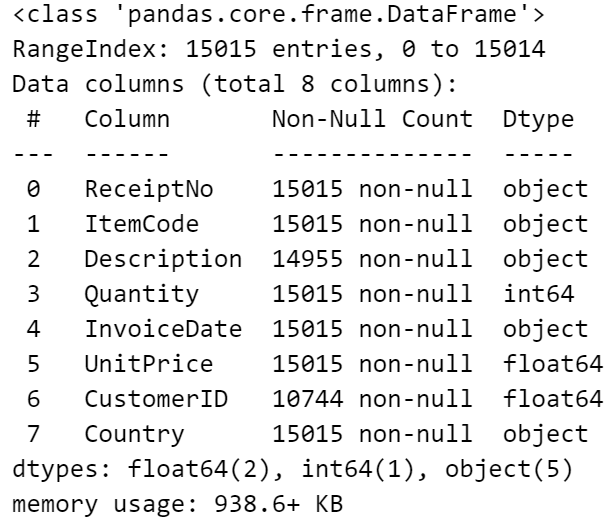 <class 'pandas.core.frame.DataFrame'>
RangeIndex: 15015 entries, 0 to 15014
Data columns (total 8 columns):
 #   Column       Non-Null Count  Dtype
---  ------       --------------  -----
 0   ReceiptNo    15015 non-null  object
 1   ItemCode     15015 non-null  object
 2   Description  14955 non-null  object
 3   Quantity     15015 non-null  int64
 4   InvoiceDate  15015 non-null  object
 5   UnitPrice    15015 non-null  float64
 6   CustomerID   10744 non-null  float64
 7   Country      15015 non-null  object
dtypes: float64(2), int64(1), object(5)
memory usage: 938.6+ KB